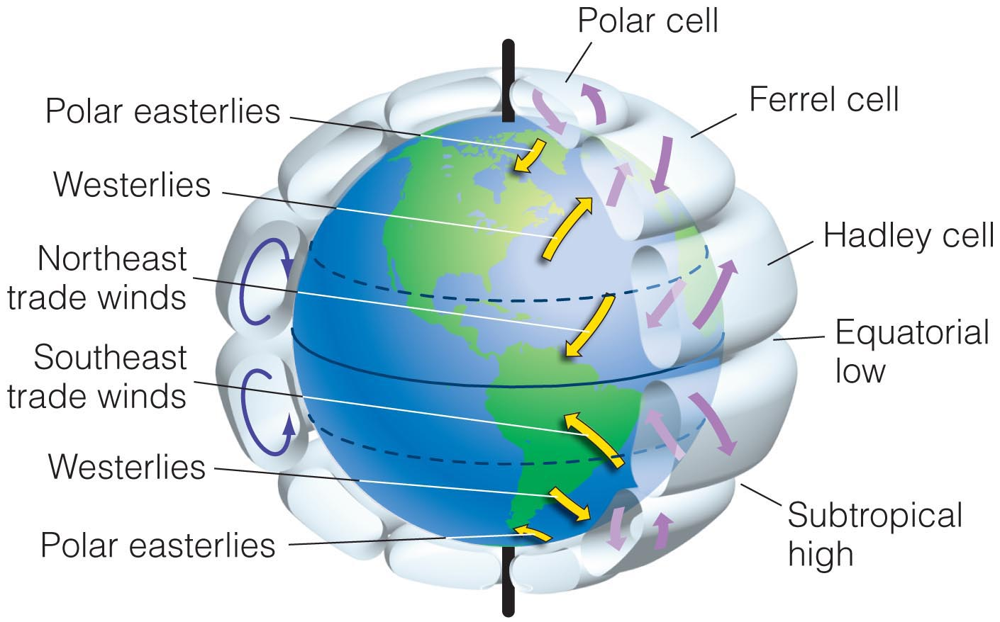 Polar cell
Ferrel cell
Polar easterlies
Westerlies
Hadley cell
Northeast
trade winds
Equatorial
low
Southeast
trade winds
Westerlies
Subtropical
high
Polar easterlies